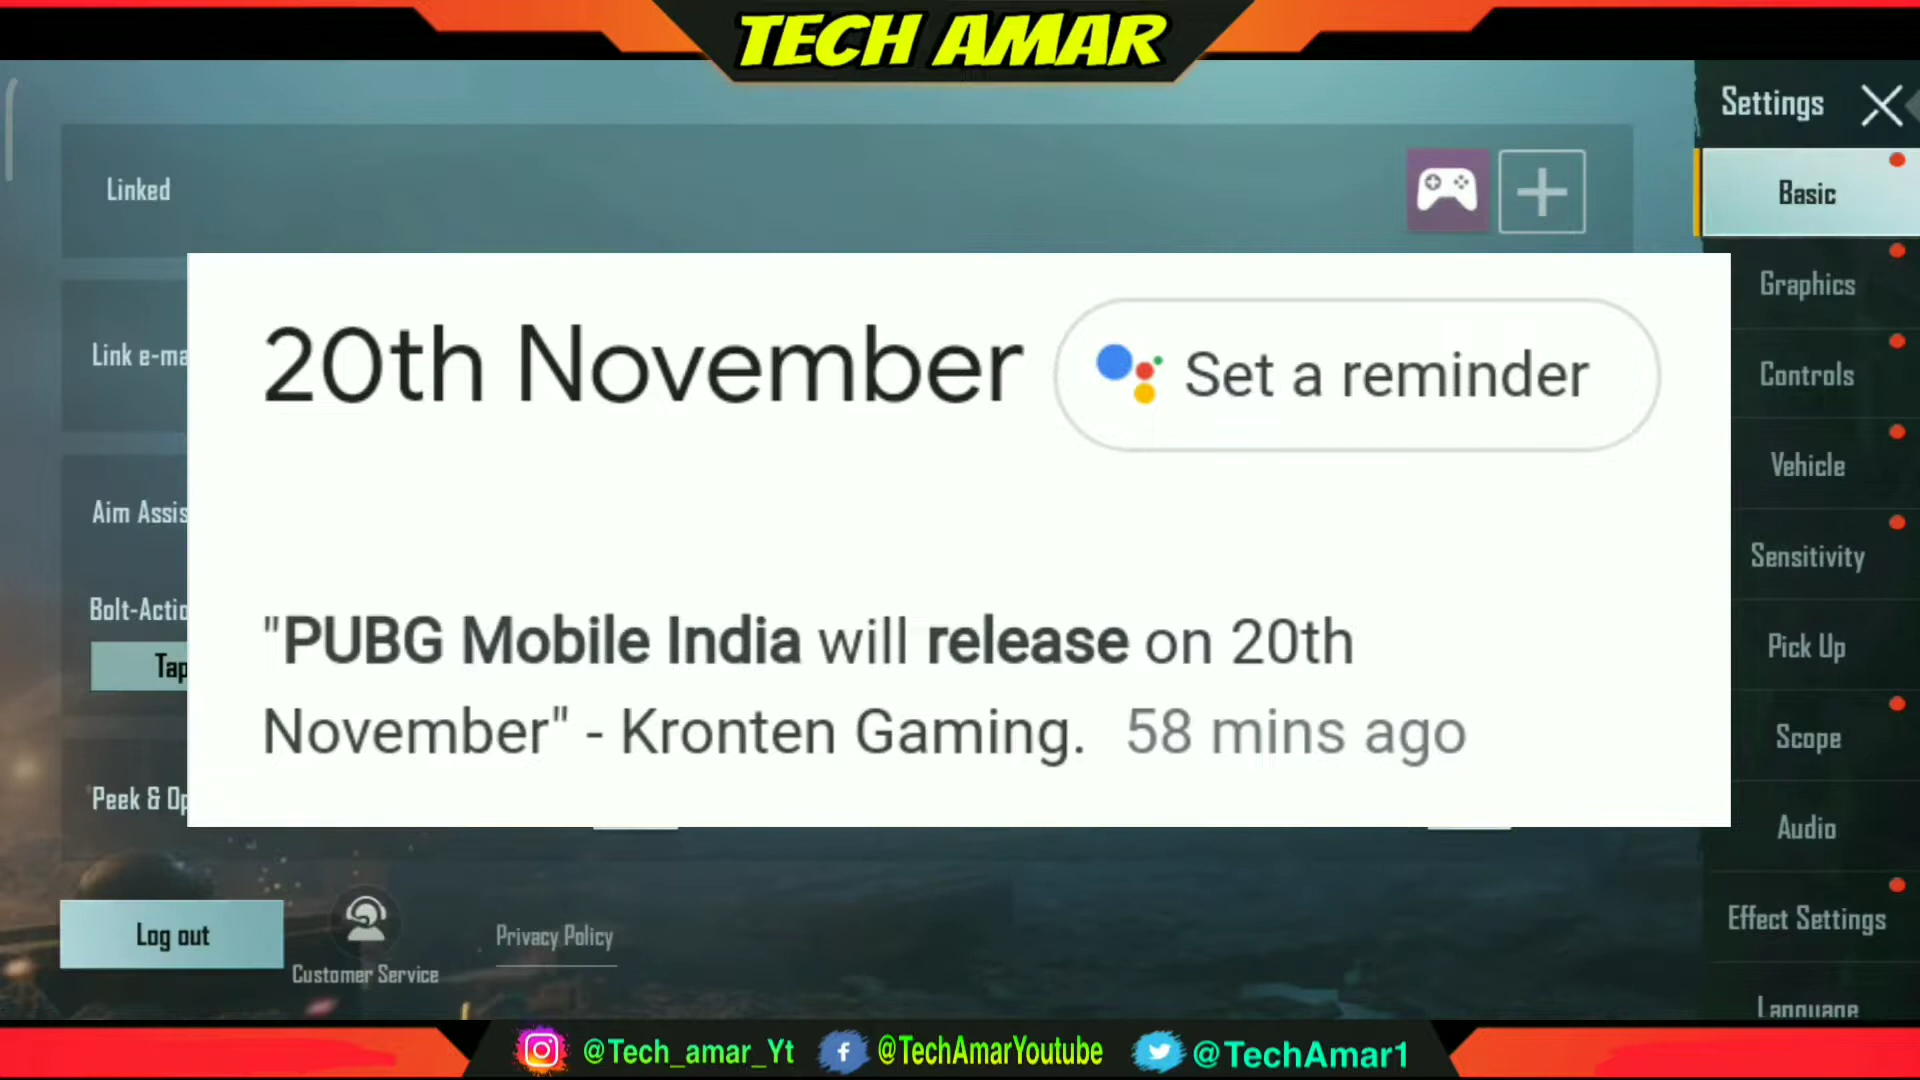 TECH AMAR
Settings
Linked
Basic
Graphics
20th November
Set a reminder
Link e-ma
Controls
Vehicle
Aim Assis
Sensitivity
Bolt-Actio
"PUBG Mobile India will release on 20th
Pick Up
Tap
November" - Kronten Gaming. 58 mins ago
Scope
Peek & Op
Audio
Effect Settings
Log out
Privacy Policy
Customer Service
Language
@Tech_amar_Yt
@TechAmarYoutube
@TechAmar1